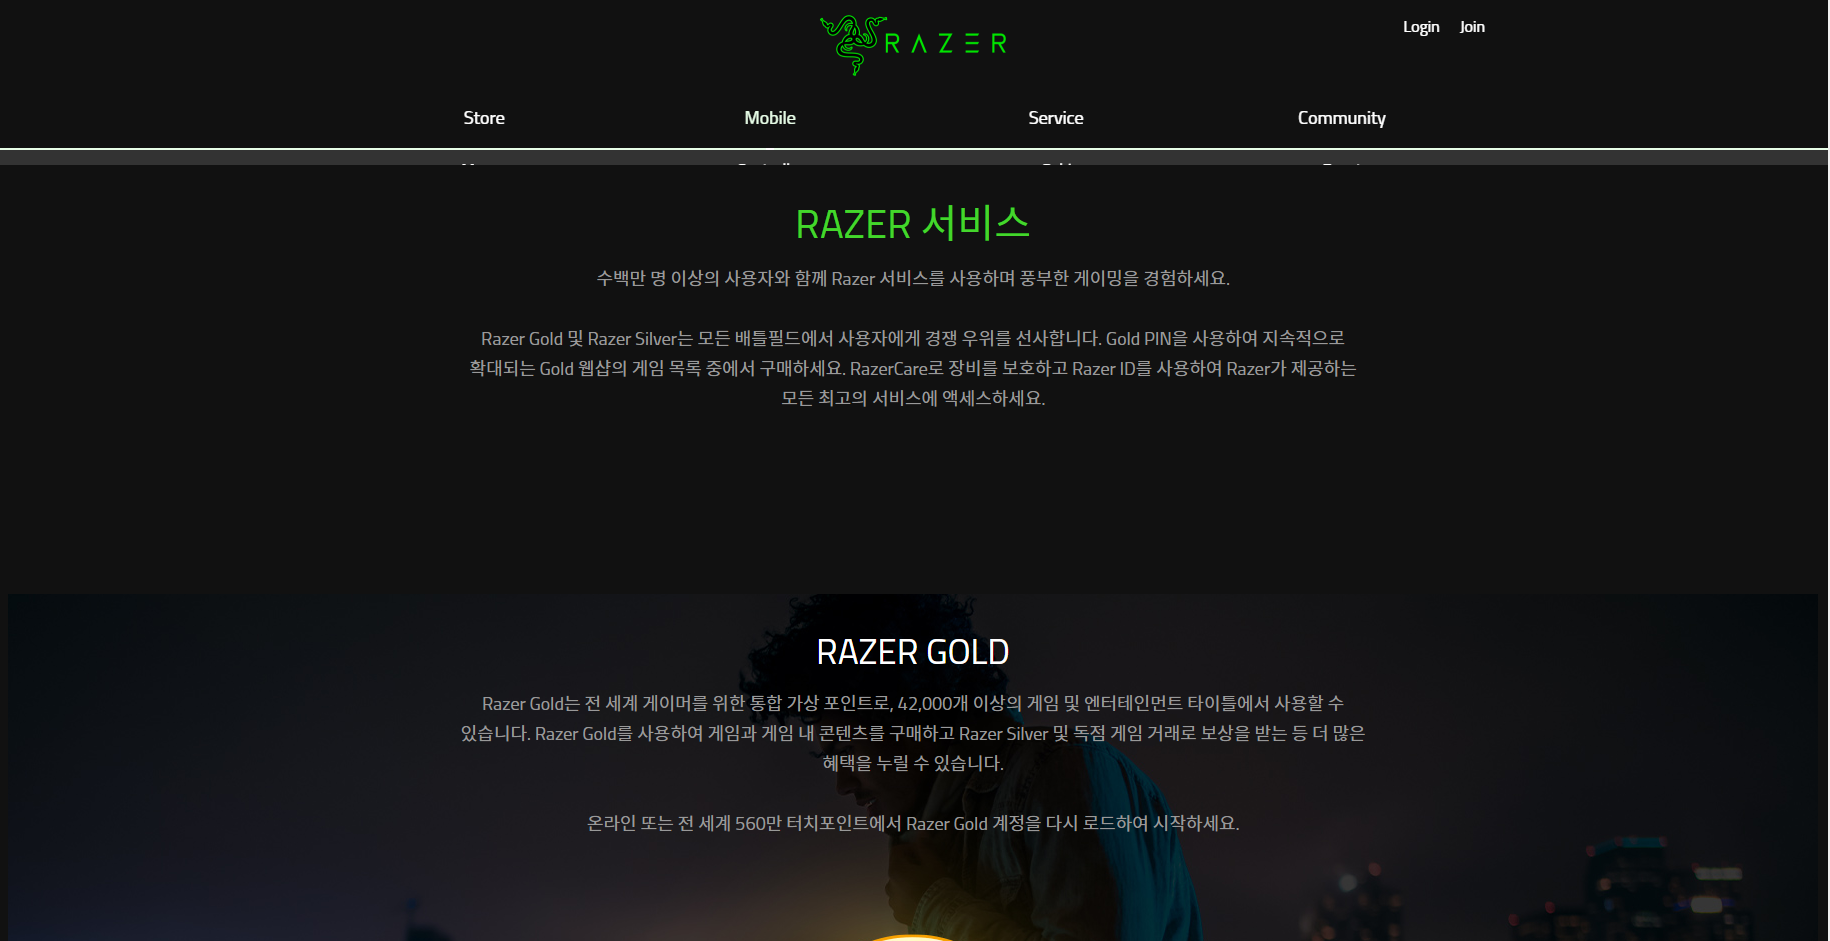 RAZER
Login Join
Store Mobile Service Community
RAZER 서비스
수백만 명 이상의 사용자와 함께 Razer 서비스를 사용하며 풍부한 게이밍을 경험하세요.
Razer Gold 및 Razer Silver는 모든 배틀필드에서 사용자에게 경쟁 우위를 선사합니다. Gold PIN을 사용하여 지속적으로
확대되는 Gold 웹샵의 게임 목록 중에서 구매하세요. RazerCare로 장비를 보호하고 Razer ID를 사용하여 Razer가 제공하는
모든 최고의 서비스에 액세스하세요.
RAZER GOLD
Razer Gold는 전 세계 게이머를 위한 통합 가상 포인트로, 42,000개 이상의 게임 및 엔터테인먼트 타이틀에서 사용할 수
있습니다. Razer Gold를 사용하여 게임과 게임 내 콘텐츠를 구매하고 Razer Silver 및 독점 게임 거래로 보상을 받는 등 더 많은
혜택을 누릴 수 있습니다.
온라인 또는 전 세계 560만 터치포인트에서 Razer Gold 계정을 다시 로드하여 시작하세요.